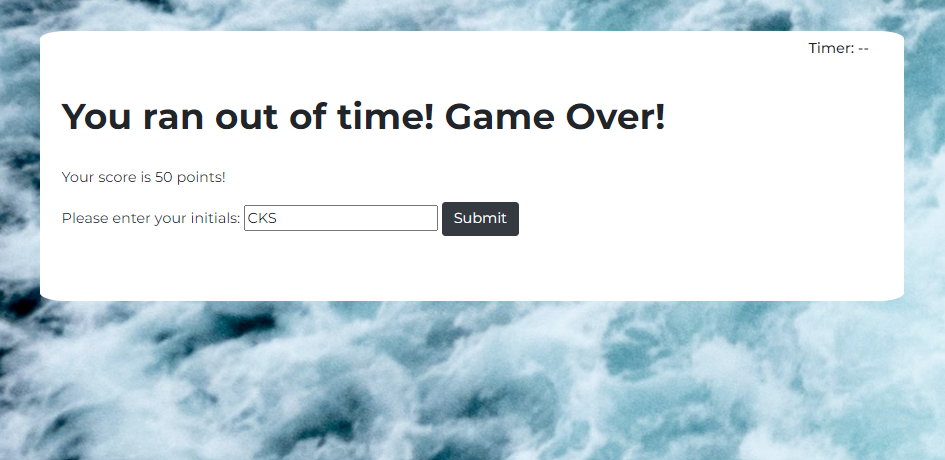 Timer: --
You ran out of time! Game Over!
Your score is 50 points!
Please enter your initials: CKS Submit